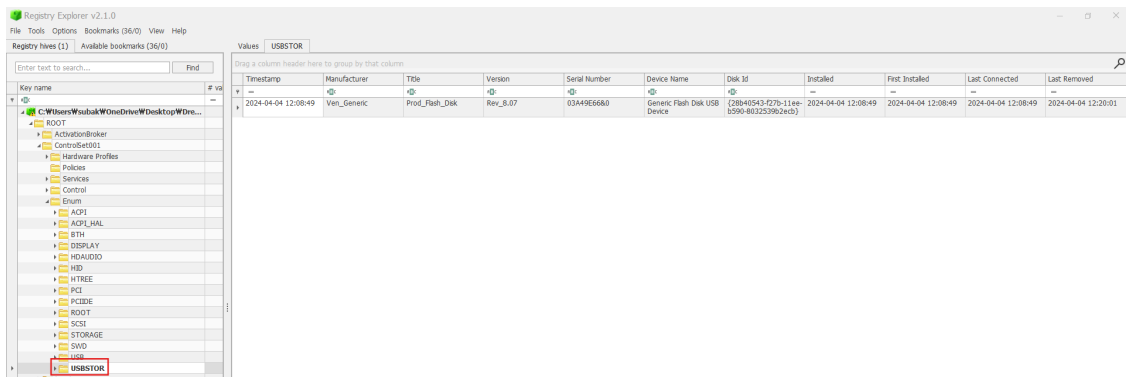 Registry Explorer v2.1.0
File Tools Options Bookmarks (36/0) View Help
Registry hives (1) Available bookmarks (36/0)
Values USBSTOR
Enter text to search... Find
Drag a column header here to group by that column
Key name # va
Timestamp Manufacturer Title Version Serial Number Device Name Disk Id Installed First Installed Last Connected Last Removed
2024-04-04 12:08:49 Ven_Generic Prod_Flash_Disk Rev_8.07 03A49E66&0 Generic Flash Disk USB Device {28b40543-f27b-11ee-b590-8032539b2ecb} 2024-04-04 12:08:49 2024-04-04 12:08:49 2024-04-04 12:08:49 2024-04-04 12:20:01
C:₩Users₩subak₩OneDrive₩Desktop₩Dre...
ROOT
ActivationBroker
ControlSet001
Hardware Profiles
Policies
Services
Control
Enum
ACPI
ACPI_HAL
BTH
DISPLAY
HDAUDIO
HID
HTREE
PCI
PCIIDE
ROOT
SCSI
STORAGE
SWD
USB
USBSTOR